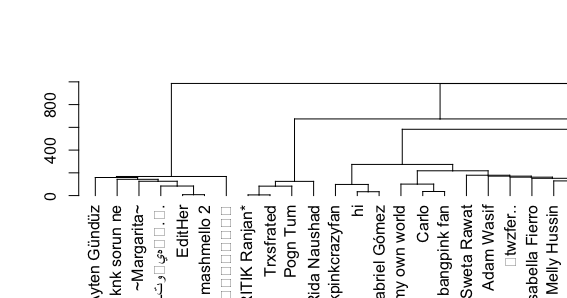 800
400
0
yten Gündüz
knk sorun ne
~Margarita~
EditHer
mashmello 2
RITIK Ranjan*
Trxsfrated
Pogn Tum
Rida Naushad
pinkcrazyfan
hi
abriel Gómez
my own world
Carlo
bangpink fan
Sweta Rawat
Adam Wasif
twzfer..
sabella Fierro
Melly Hussin